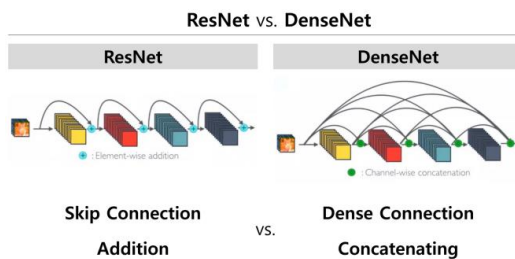 ResNet vs. DenseNet
ResNet
DenseNet
: Element-wise addition
: Channel-wise concatenation
Skip Connection
Addition
vs.
Dense Connection
Concatenating